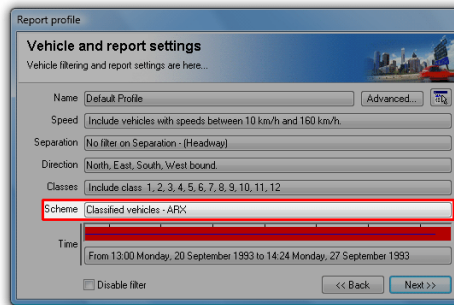 Report profile
Vehicle and report settings
Vehicle filtering and report settings are here...
Name Default Profile Advanced...
Speed Include vehicles with speeds between 10 km/h and 160 km/h.
Separation No filter on Separation - (Headway)
Direction North, East, South, West bound.
Classes Include class 1, 2, 3, 4, 5, 6, 7, 8, 9, 10, 11, 12
Scheme Classified vehicles - ARX
Time
From 13:00 Monday, 20 September 1993 to 14:24 Monday, 27 September 1993
Disable filter << Back Next >>